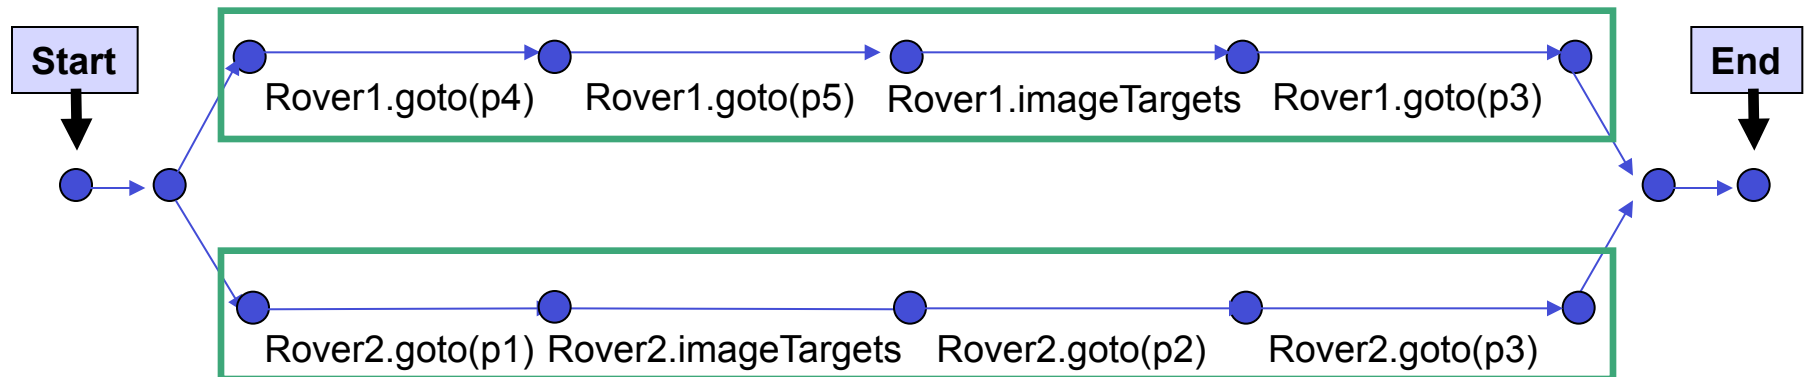 Start
End
Rover1.goto(p4) Rover1.goto(p5) Rover1.imageTargets Rover1.goto(p3)
Rover2.goto(p1) Rover2.imageTargets Rover2.goto(p2) Rover2.goto(p3)